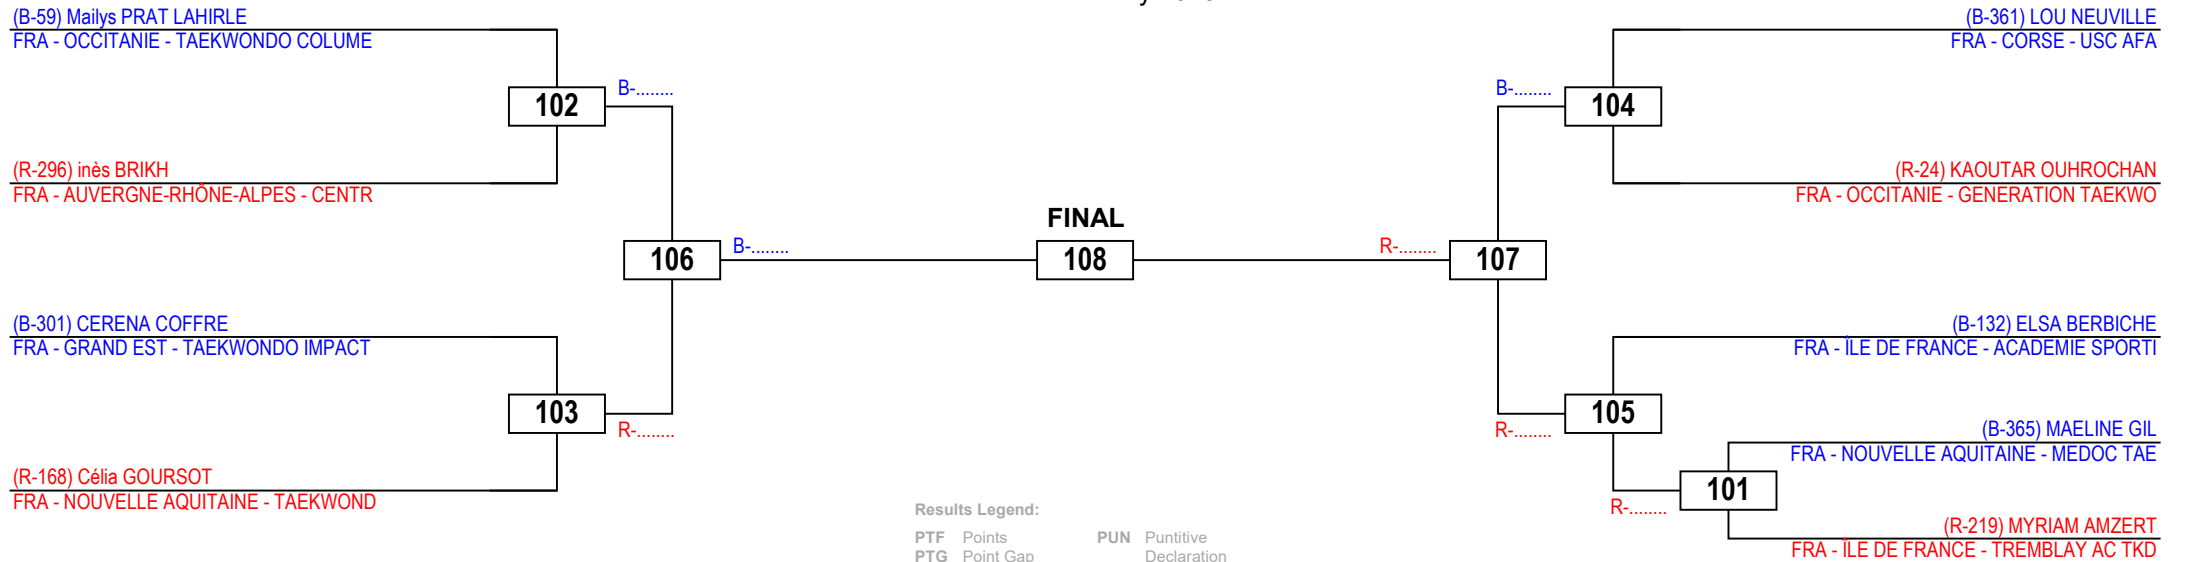 (B-59) Mailys PRAT LAHIRLE
FRA - OCCITANIE - TAEKWONDO COLUME
102
B-........
(R-296) inès BRIKH
FRA - AUVERGNE-RHÔNE-ALPES - CENTR
106
B-........
(B-301) CERENA COFFRE
FRA - GRAND EST - TAEKWONDO IMPACT
103
R-........
(R-168) Célia GOURSOT
FRA - NOUVELLE AQUITAINE - TAEKWOND
FINAL
108
(B-361) LOU NEUVILLE
FRA - CORSE - USC AFA
B-........
104
(R-24) KAOUTAR OUHROCHAN
FRA - OCCITANIE - GENERATION TAEKWO
R-........
107
(B-132) ELSA BERBICHE
FRA - ÎLE DE FRANCE - ACADEMIE SPORTI
R-........
105
(B-365) MAELINE GIL
FRA - NOUVELLE AQUITAINE - MEDOC TAE
R-........
101
(R-219) MYRIAM AMZERT
FRA - ÎLE DE FRANCE - TREMBLAY AC TKD
Results Legend:
PTF Points
PTG Point Gap
PUN Puntitive
Declaration